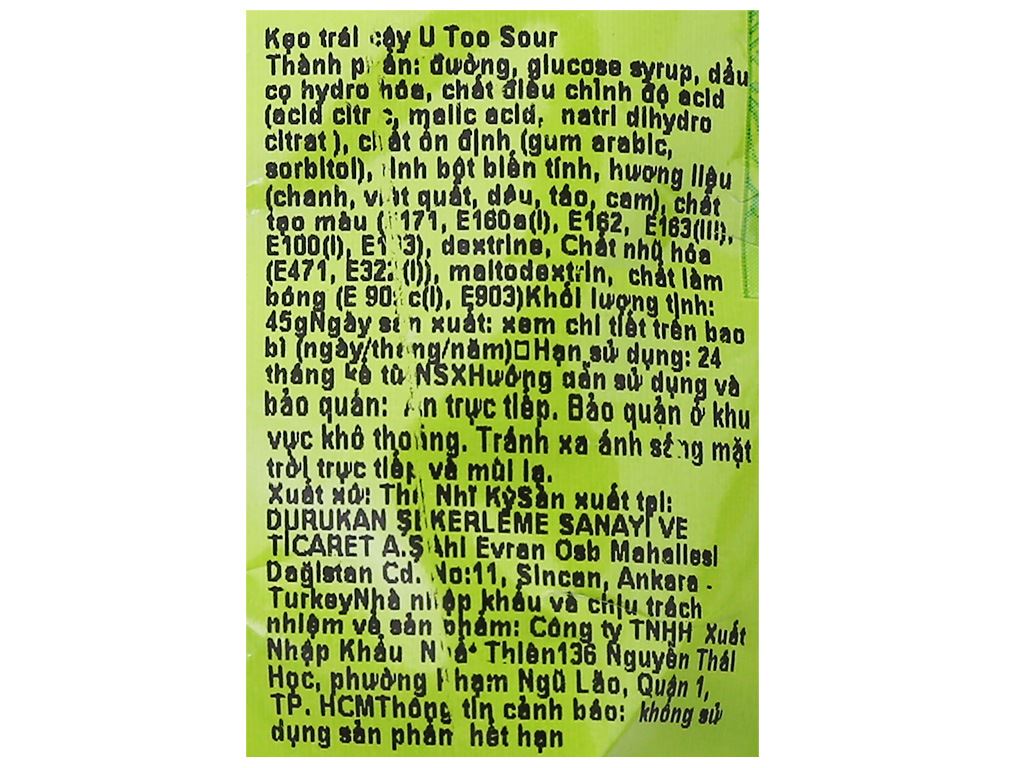 Kẹo trái cây U Too Sour
Thành phần: đường, glucose syrup, dầu
cọ hydro hóa, chất điều chỉnh độ acid
(acid citric, malic acid, natri dihydro
citrat), chất ổn định (gum arabic,
sorbitol), tinh bột biến tính, hương liệu
(chanh, việt quất, dâu, táo, cam), chất
tạo màu (E171, E160a(I), E162, E163(III),
E100(I), E133), dextrine, Chất nhũ hóa
(E471, E322(I)), maltodextrin, chất làm
bóng (E 902c(I), E903)Khối lượng tịnh:
45gNgày sản xuất: xem chi tiết trên bao
bì (ngày/tháng/năm)□Hạn sử dụng: 24
tháng kể từ NSXHướng dẫn sử dụng và
bảo quản: Ăn trực tiếp. Bảo quản ở khu
vực khô thoáng. Tránh xa ánh sáng mặt
trời trực tiếp và mùi lạ.
Xuất xứ: Thổ Nhĩ KỳSản xuất tại:
DURUKAN ŞEKERLEME SANAYİ VE
TİCARET A.Ş Ahi Evran Osb Mahallesi
Dağistan Cd. No:11, Sincan, Ankara -
TurkeyNhà nhập khẩu và chịu trách
nhiệm về sản phẩm: Công ty TNHH Xuất
Nhập Khẩu Thiên136 Nguyễn Thái
Học, phường Phạm Ngũ Lão, Quận 1,
TP. HCMThông tin cảnh báo: không sử
dụng sản phẩm hết hạn